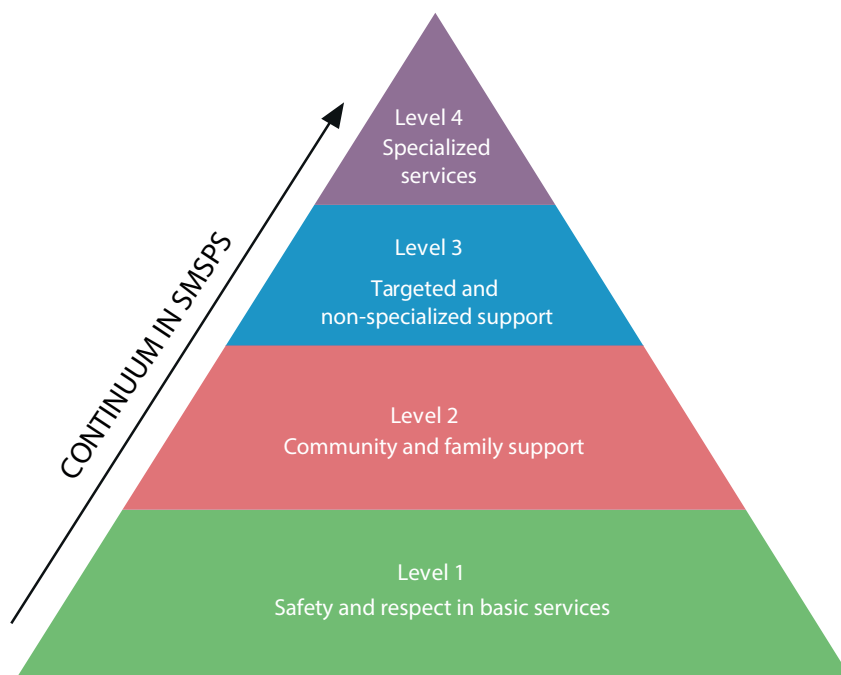 Level 4
Specialized
services
Level 3
Targeted and
non-specialized support
Level 2
Community and family support
Level 1
Safety and respect in basic services
CONTINUUM IN SMSPS